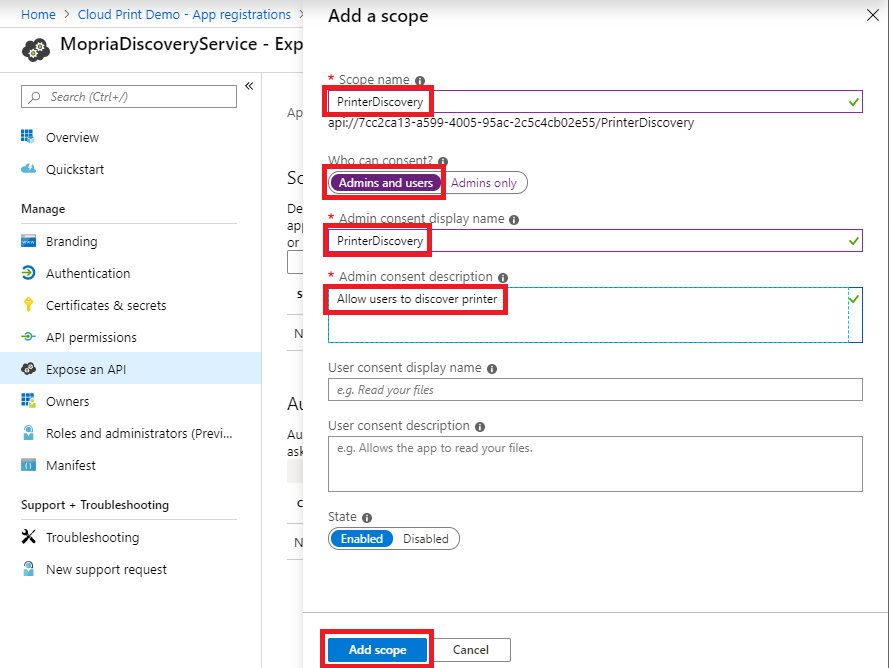 Home > Cloud Print Demo - App registrations >
MopriaDiscoveryService - Exp
Search (Ctrl+/)
«
Overview
Quickstart
Manage
Branding
Authentication
Certificates & secrets
API permissions
Expose an API
Owners
Roles and administrators (Previ...
Manifest
Support + Troubleshooting
Troubleshooting
New support request
Ap
Sc
De
app
or
S
N
Au
Au
ask
C
N
Add a scope
* Scope name
PrinterDiscovery
api://7cc2ca13-a599-4005-95ac-2c5c4cb02e55/PrinterDiscovery
Who can consent?
Admins and users Admins only
* Admin consent display name
PrinterDiscovery
* Admin consent description
Allow users to discover printer
User consent display name
e.g. Read your files
User consent description
e.g. Allows the app to read your files.
State
Enabled Disabled
Add scope Cancel